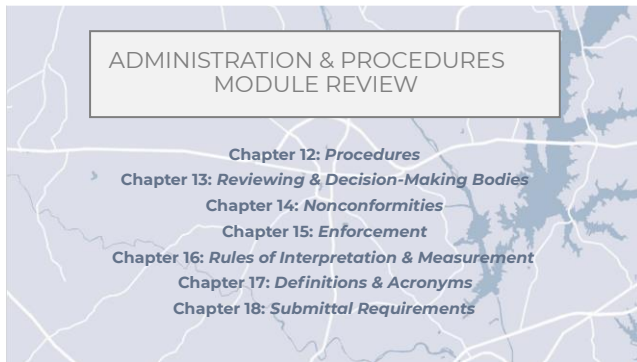 ADMINISTRATION & PROCEDURES
MODULE REVIEW
Chapter 12: Procedures
Chapter 13: Reviewing & Decision-Making Bodies
Chapter 14: Nonconformities
Chapter 15: Enforcement
Chapter 16: Rules of Interpretation & Measurement
Chapter 17: Definitions & Acronyms
Chapter 18: Submittal Requirements